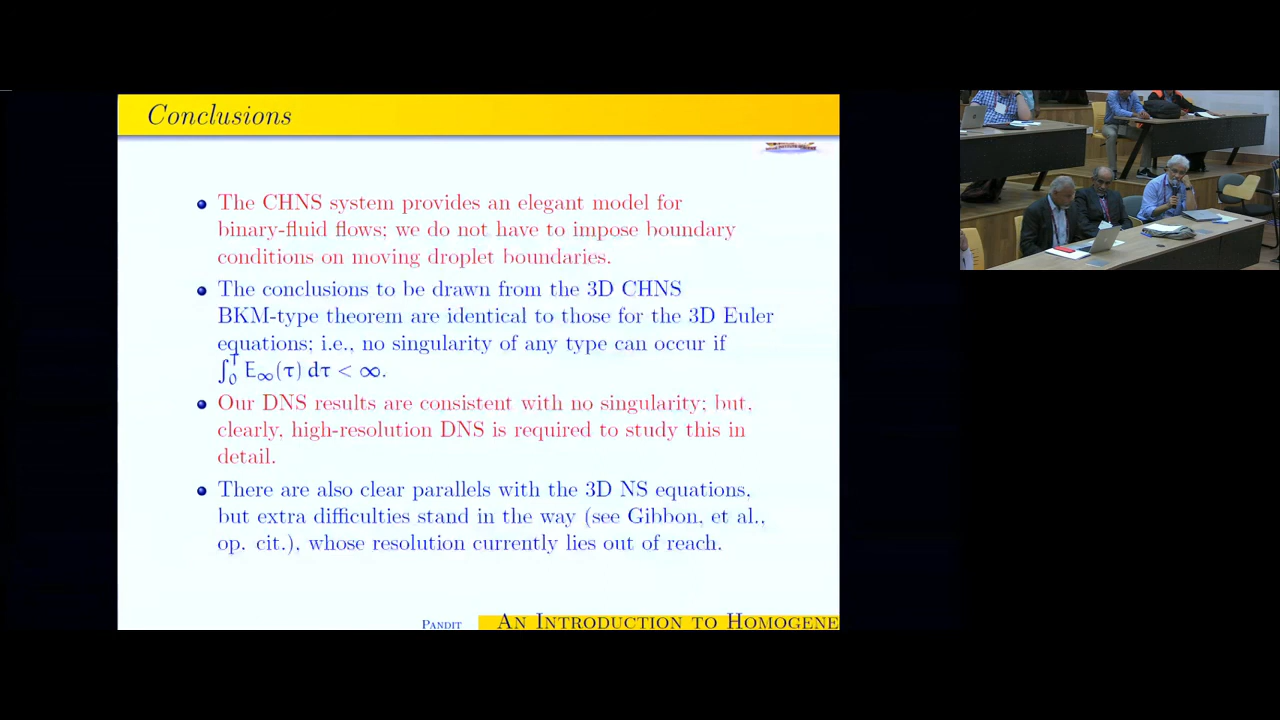 Conclusions
The CHNS system provides an elegant model for
binary-fluid flows; we do not have to impose boundary
conditions on moving droplet boundaries.
The conclusions to be drawn from the 3D CHNS
BKM-type theorem are identical to those for the 3D Euler
equations; i.e., no singularity of any type can occur if
∫₀ᵀ E∞(τ) dτ < ∞.
Our DNS results are consistent with no singularity; but,
clearly, high-resolution DNS is required to study this in
detail.
There are also clear parallels with the 3D NS equations,
but extra difficulties stand in the way (see Gibbon, et al.,
op. cit.), whose resolution currently lies out of reach.
Pandit An Introduction to Homogene